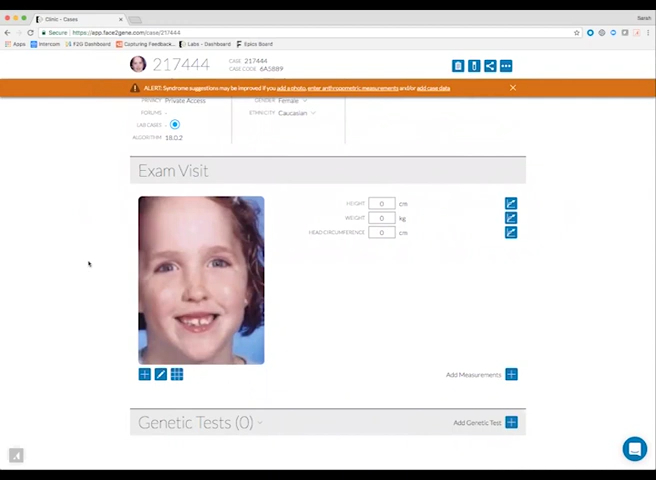 Clinic - Cases
Sarah
https://app.face2gene.com/case/217444
Apps Intercom F2G Dashboard Capturing Feedback... Labs - Dashboard Epics Board
217444
CASE 217444
CASE CODE 6A5889
ALERT: Syndrome suggestions may be improved if you add a photo, enter anthropometric measurements and/or add case data
PRIVACY Private Access GENDER Female
FORUMS - ETHNICITY Caucasian
LAB CASES
ALGORITHM 18.0.2
Exam Visit
HEIGHT 0 cm
WEIGHT 0 kg
HEAD CIRCUMFERENCE 0 cm
Add Measurements
Genetic Tests (0)
Add Genetic Test